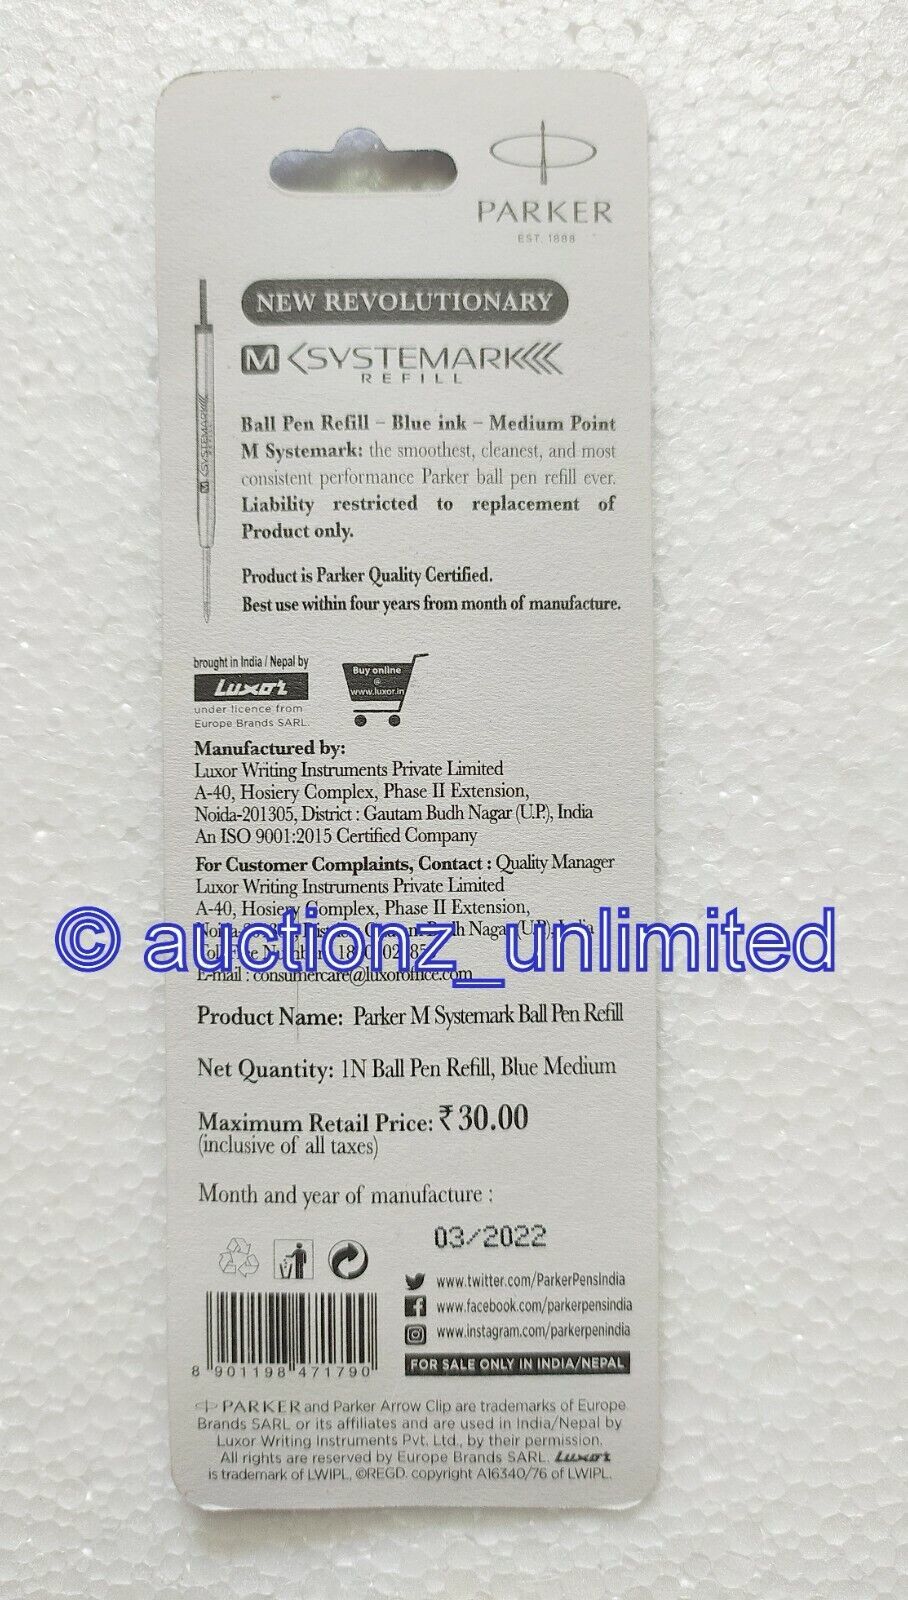 PARKER
EST. 1888
NEW REVOLUTIONARY
M SYSTEMARK
REFILL
M SYSTEMARK
Ball Pen Refill – Blue ink – Medium Point
M Systemark: the smoothest, cleanest, and most
consistent performance Parker ball pen refill ever.
Liability restricted to replacement of
Product only.
Product is Parker Quality Certified.
Best use within four years from month of manufacture.
brought in India / Nepal by
Luxor
under licence from
Europe Brands SARL.
Buy online
@
www.luxor.in
Manufactured by:
Luxor Writing Instruments Private Limited
A-40, Hosiery Complex, Phase II Extension,
Noida-201305, District : Gautam Budh Nagar (U.P.), India
An ISO 9001:2015 Certified Company
For Customer Complaints, Contact : Quality Manager
Luxor Writing Instruments Private Limited
A-40, Hosiery Complex, Phase II Extension,
Budh Nagar (U.P.), India
© auctionz_unlimited
E-mail : consumercare@luxoroffice.com
Product Name: Parker M Systemark Ball Pen Refill
Net Quantity: 1N Ball Pen Refill, Blue Medium
Maximum Retail Price: ₹30.00
(inclusive of all taxes)
Month and year of manufacture :
03/2022
www.twitter.com/ParkerPensIndia
www.facebook.com/parkerpensindia
www.instagram.com/parkerpenindia
FOR SALE ONLY IN INDIA/NEPAL
8 901198 471790
PARKER and Parker Arrow Clip are trademarks of Europe
Brands SARL or its affiliates and are used in India/Nepal by
Luxor Writing Instruments Pvt. Ltd., by their permission.
All rights are reserved by Europe Brands SARL. Luxor
is trademark of LWIPL, ©REGD. copyright A16340/76 of LWIPL.